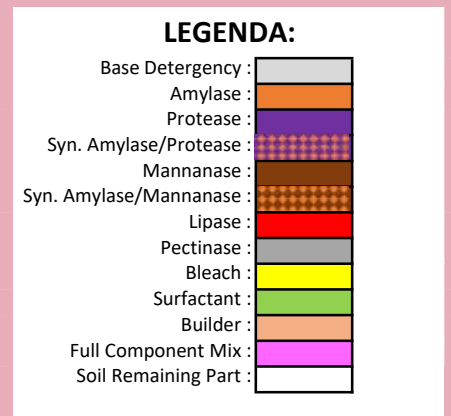 LEGENDA:
Base Detergency :
Amylase :
Protease :
Syn. Amylase/Protease :
Mannanase :
Syn. Amylase/Mannanase :
Lipase :
Pectinase :
Bleach :
Surfactant :
Builder :
Full Component Mix :
Soil Remaining Part :